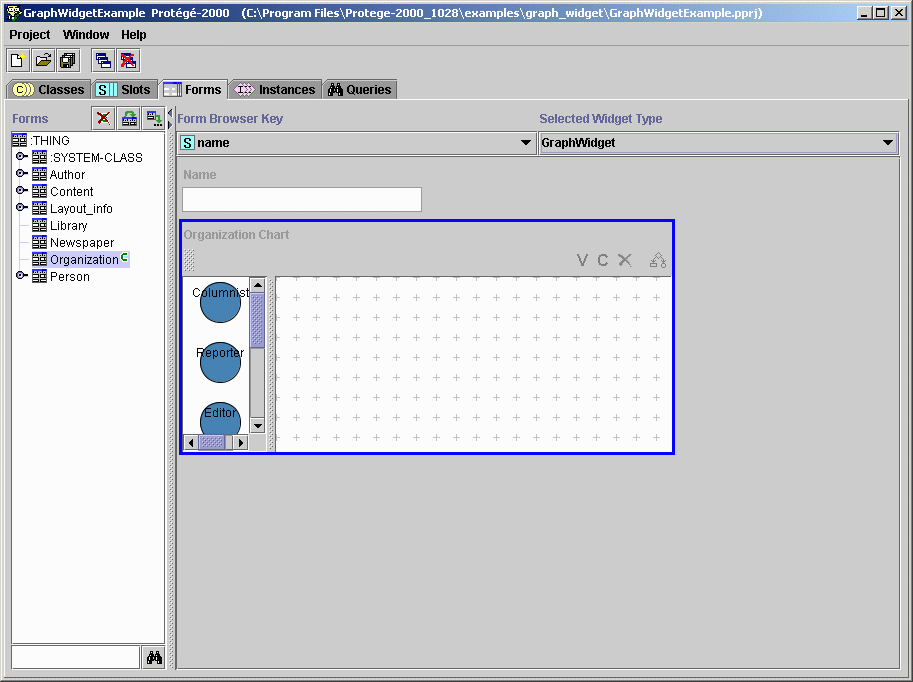 GraphWidgetExample Protégé-2000 (C:\Program Files\Protege-2000_1028\examples\graph_widget\GraphWidgetExample.pprj)
Project Window Help
C Classes S Slots Forms Instances Queries
Forms
Form Browser Key Selected Widget Type
S name GraphWidget
:THING
:SYSTEM-CLASS
Author
Content
Layout_info
Library
Newspaper
Organization C
Person
Name
Organization Chart
V C X
Columnist
Reporter
Editor